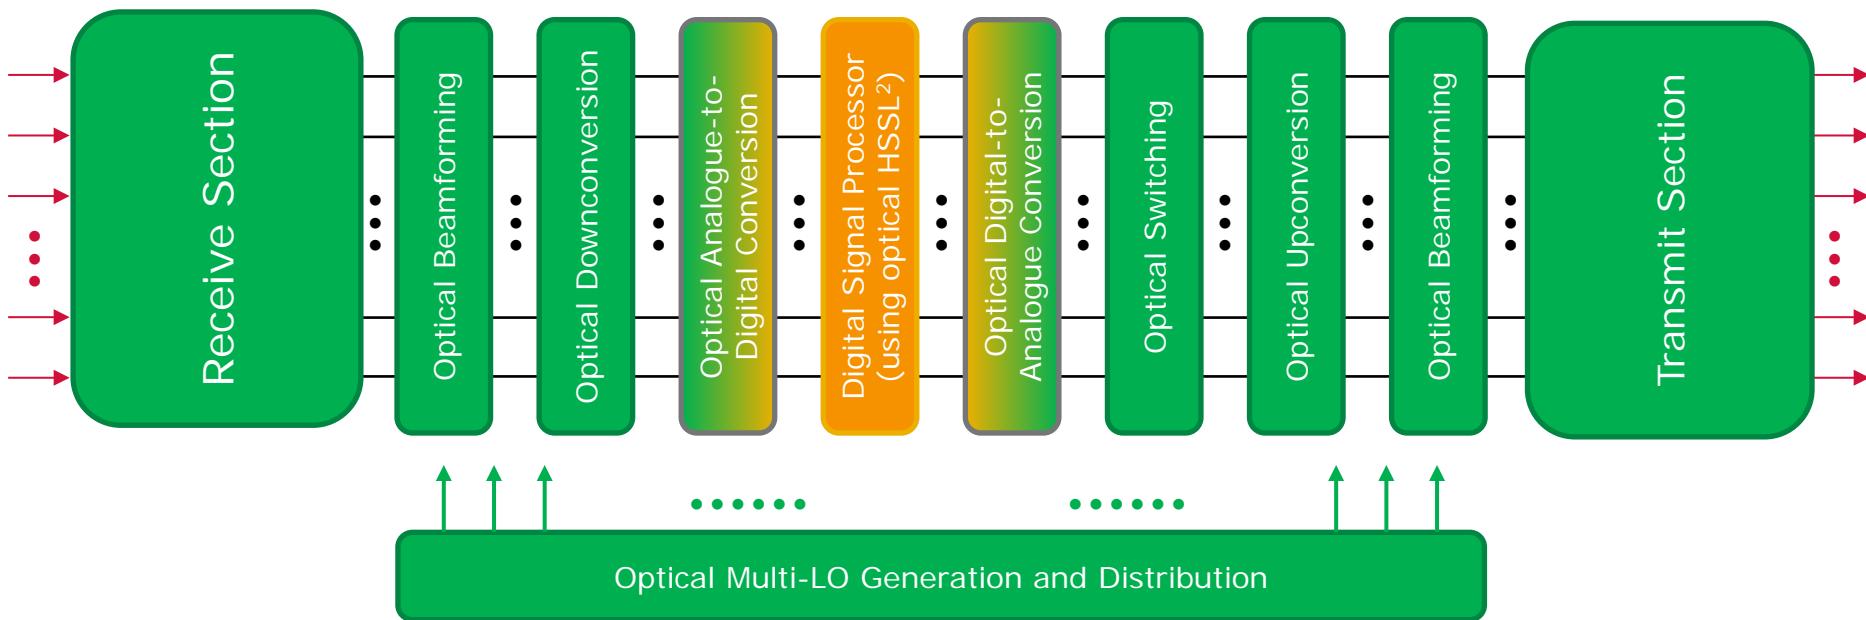 Receive Section
Optical Beamforming
Optical Downconversion
Optical Analogue-to-
Digital Conversion
Digital Signal Processor
(using optical HSSL²)
Optical Digital-to-
Analogue Conversion
Optical Switching
Optical Upconversion
Optical Beamforming
Transmit Section
Optical Multi-LO Generation and Distribution